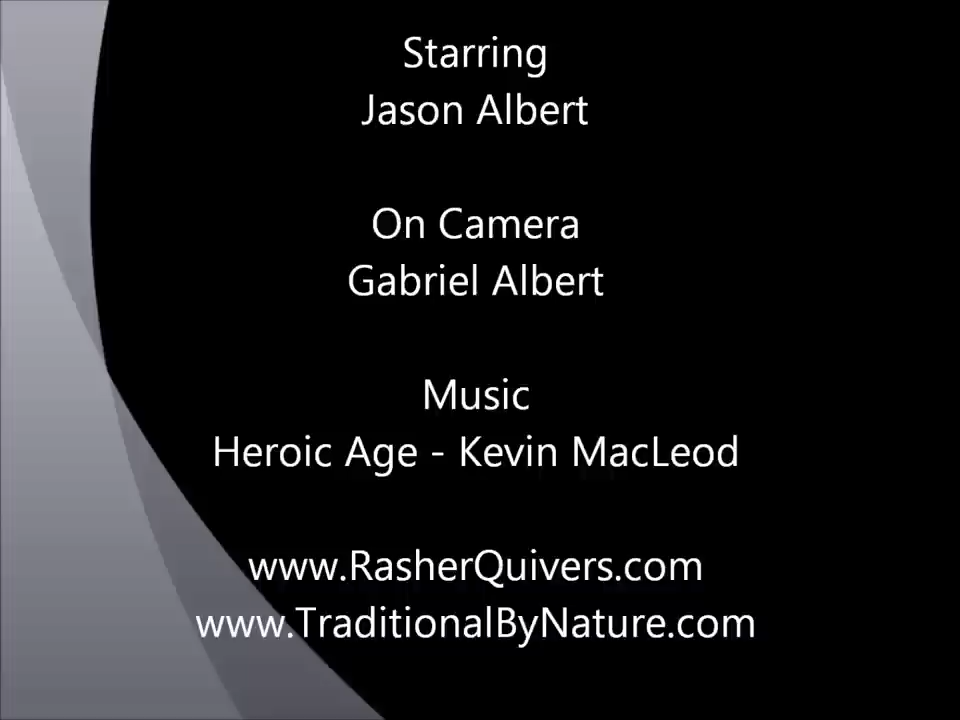 Starring
Jason Albert
On Camera
Gabriel Albert
Music
Heroic Age - Kevin MacLeod
www.RasherQuivers.com
www.TraditionalByNature.com